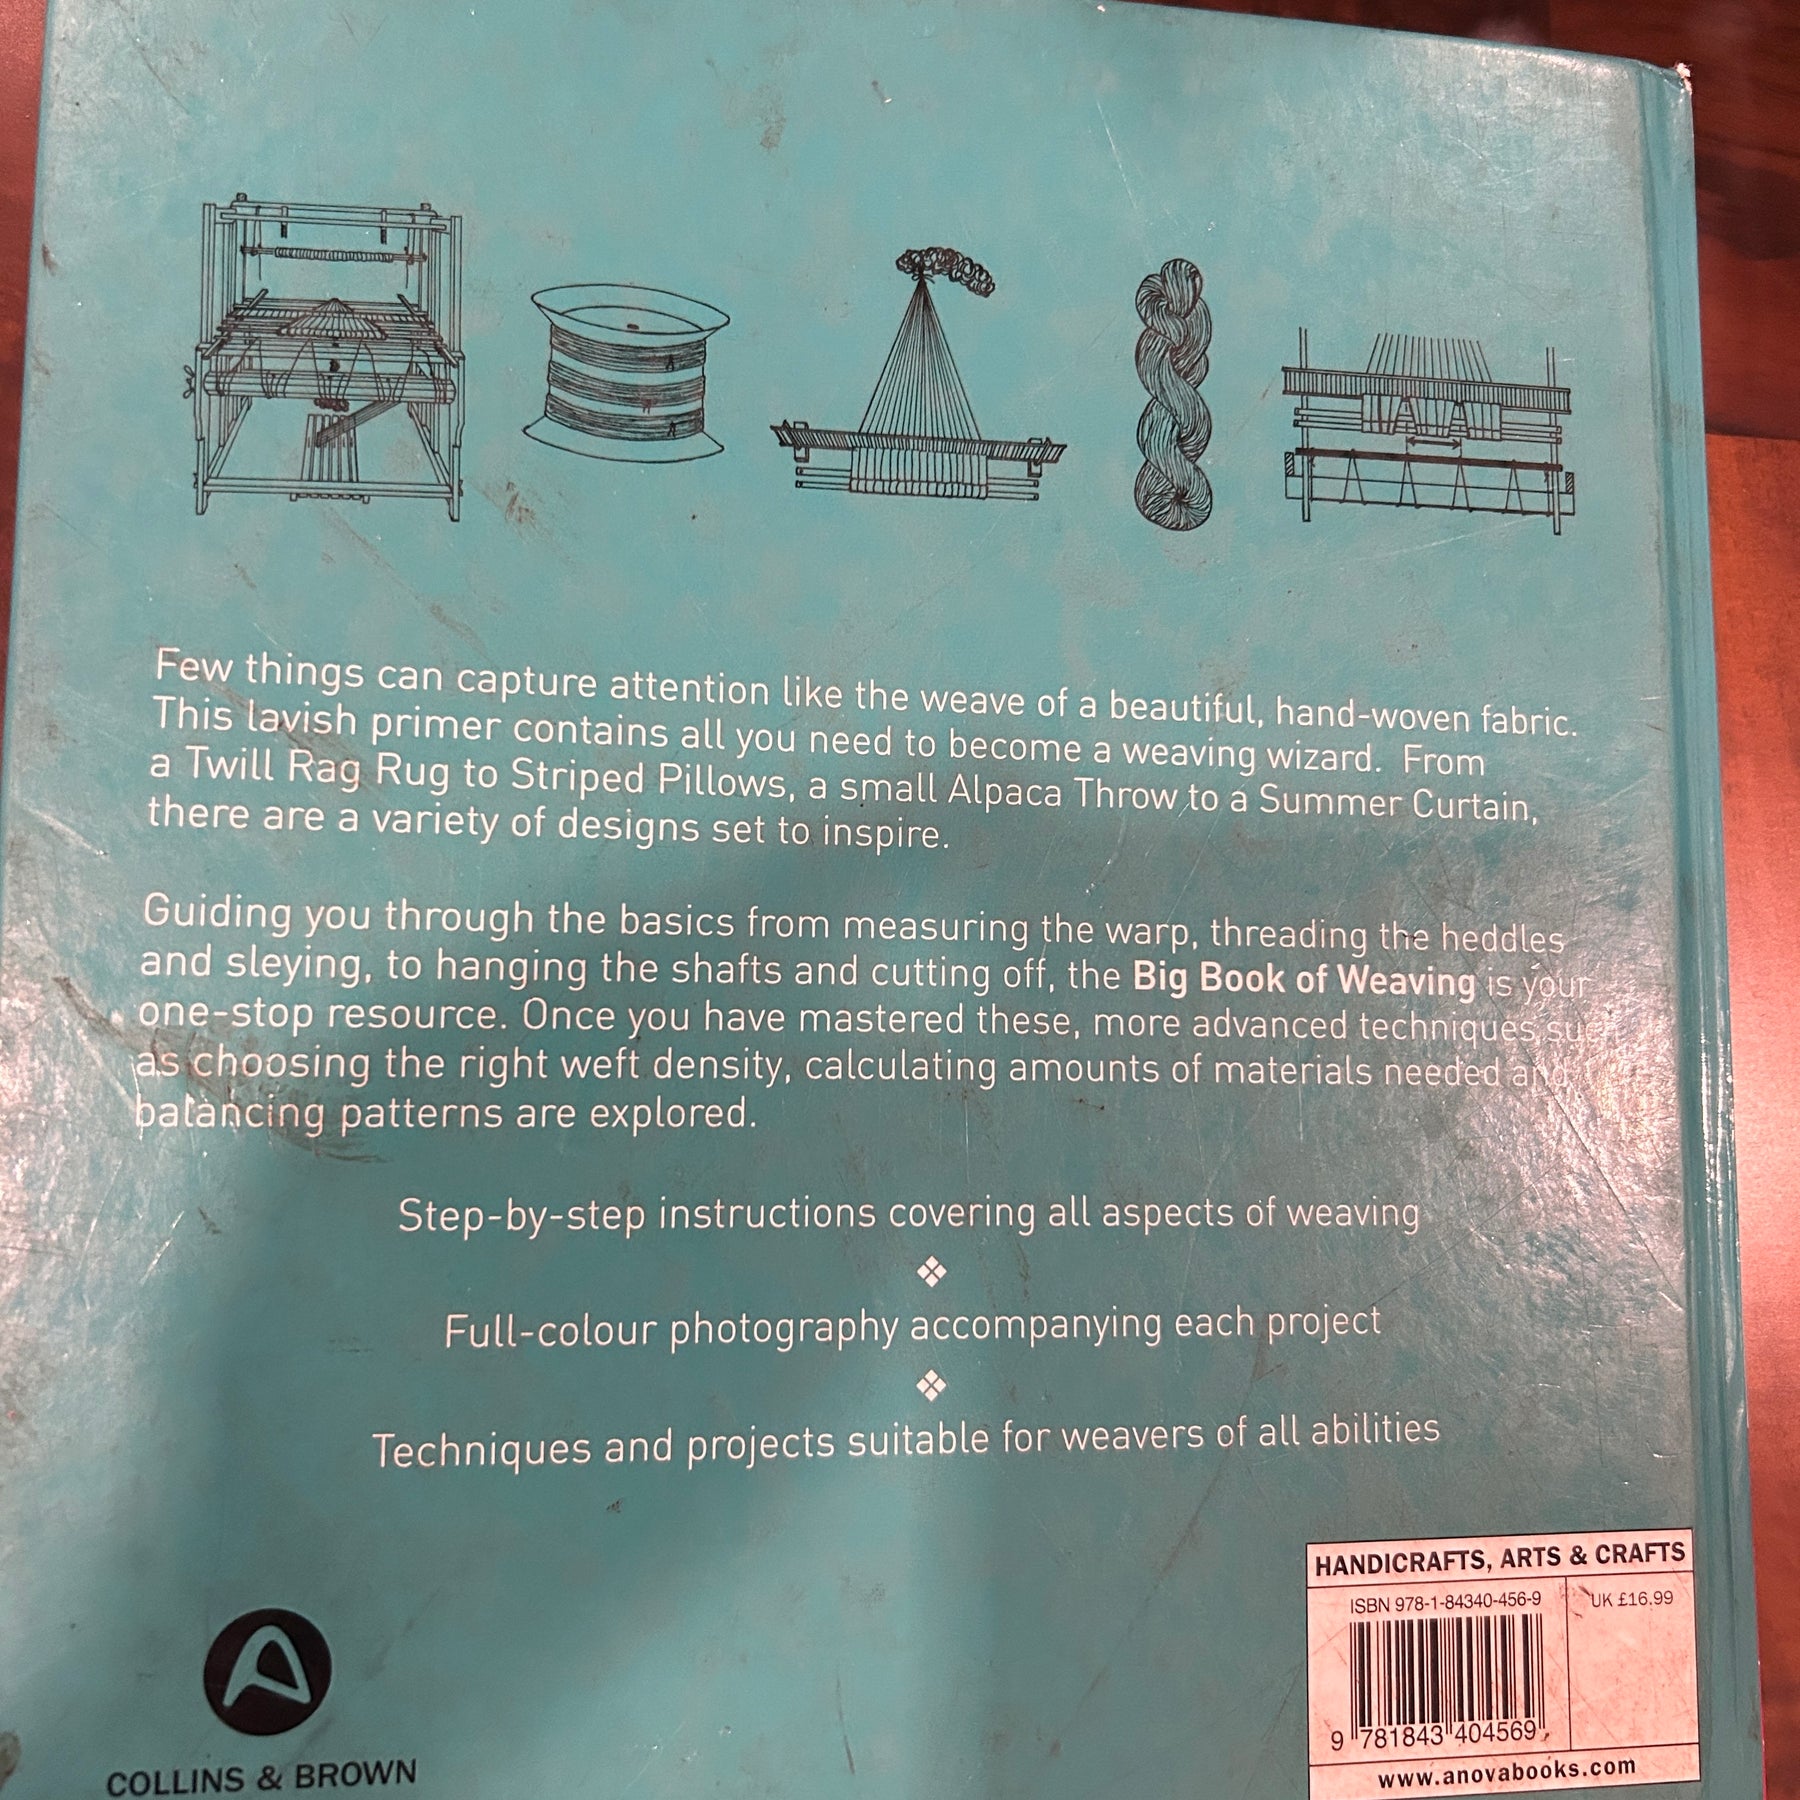 Few things can capture attention like the weave of a beautiful, hand-woven fabric.
This lavish primer contains all you need to become a weaving wizard. From
a Twill Rag Rug to Striped Pillows, a small Alpaca Throw to a Summer Curtain,
there are a variety of designs set to inspire.
Guiding you through the basics from measuring the warp, threading the heddles
and sleying, to hanging the shafts and cutting off, the Big Book of Weaving is your
one-stop resource. Once you have mastered these, more advanced techniques such
as choosing the right weft density, calculating amounts of materials needed and
balancing patterns are explored.
Step-by-step instructions covering all aspects of weaving
❖
Full-colour photography accompanying each project
❖
Techniques and projects suitable for weavers of all abilities
COLLINS & BROWN
HANDICRAFTS, ARTS & CRAFTS
ISBN 978-1-84340-456-9 UK £16.99
9 781843 404569
www.anovabooks.com